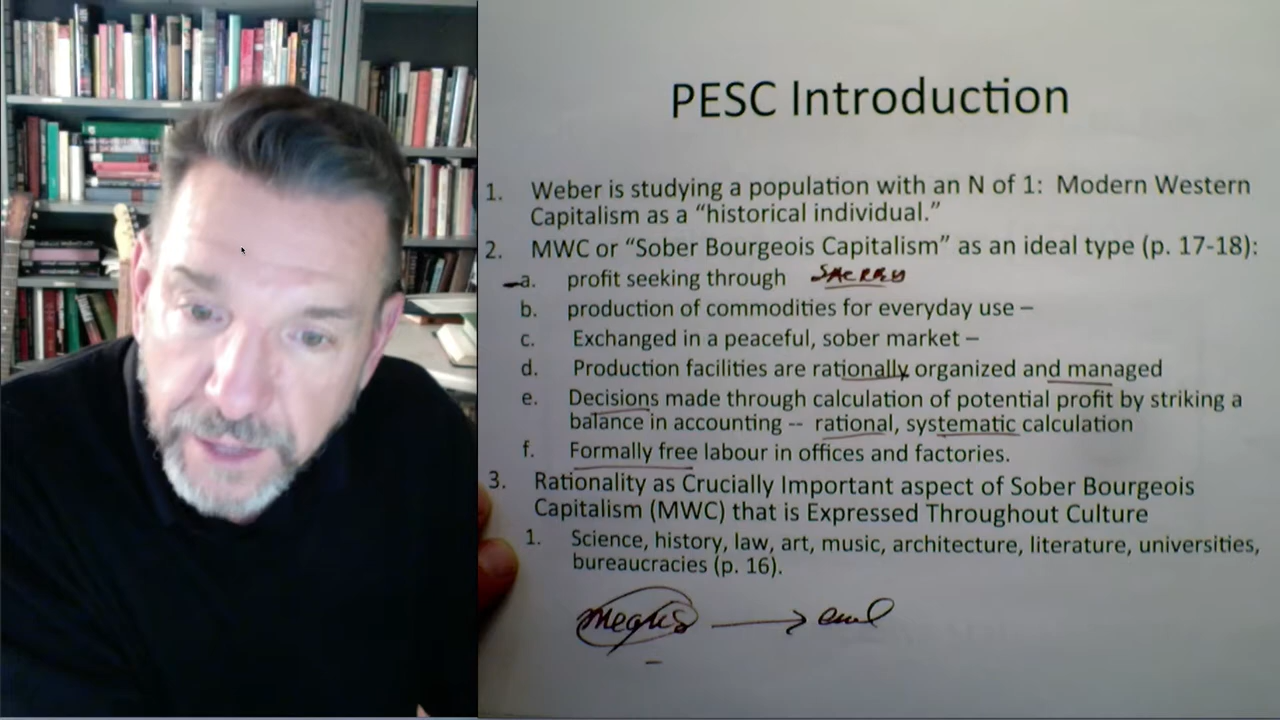 PESC Introduction
1. Weber is studying a population with an N of 1: Modern Western
Capitalism as a “historical individual.”
2. MWC or “Sober Bourgeois Capitalism” as an ideal type (p. 17-18):
a. profit seeking through
b. production of commodities for everyday use –
c. Exchanged in a peaceful, sober market –
d. Production facilities are rationally organized and managed
e. Decisions made through calculation of potential profit by striking a
balance in accounting -- rational, systematic calculation
f. Formally free labour in offices and factories.
3. Rationality as Crucially Important aspect of Sober Bourgeois
Capitalism (MWC) that is Expressed Throughout Culture
1. Science, history, law, art, music, architecture, literature, universities,
bureaucracies (p. 16).
means → end